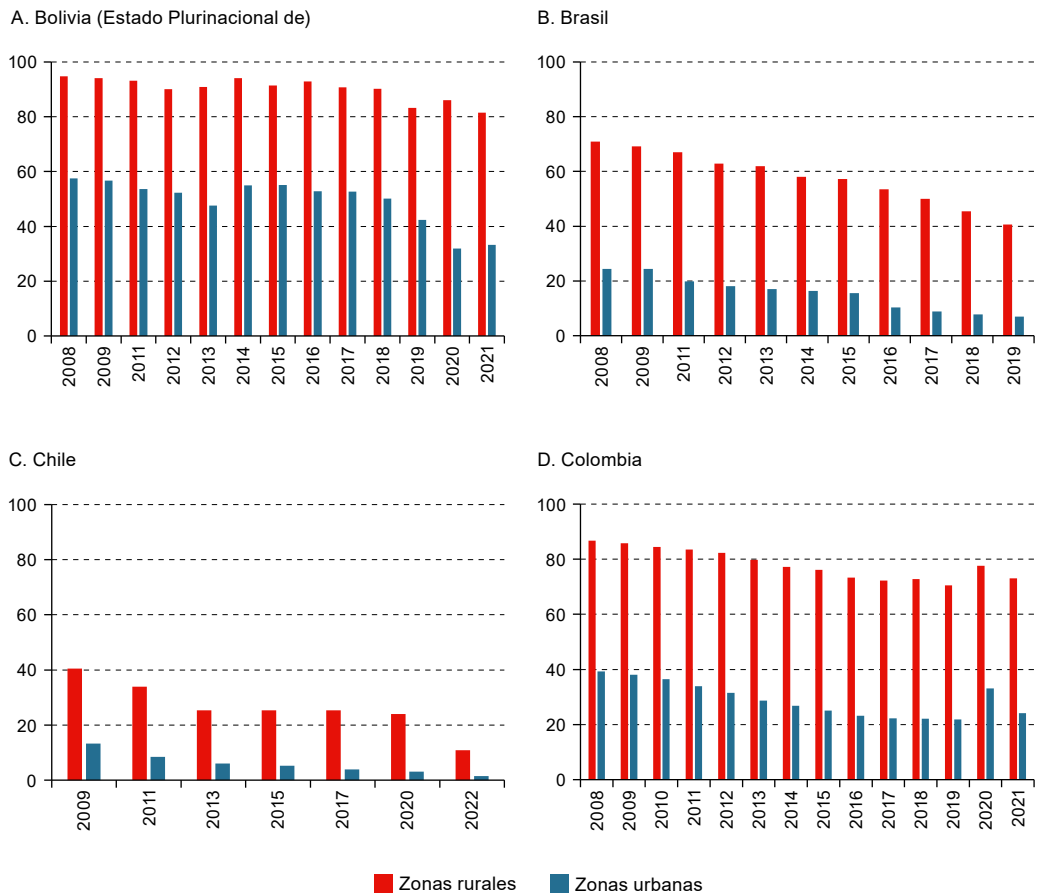 A. Bolivia (Estado Plurinacional de)
100
80
60
40
20
0
2008 2009 2011 2012 2013 2014 2015 2016 2017 2018 2019 2020 2021
B. Brasil
100
80
60
40
20
0
2008 2009 2011 2012 2013 2014 2015 2016 2017 2018 2019
C. Chile
100
80
60
40
20
0
2009 2011 2013 2015 2017 2020 2022
D. Colombia
100
80
60
40
20
0
2008 2009 2010 2011 2012 2013 2014 2015 2016 2017 2018 2019 2020 2021
Zonas rurales Zonas urbanas